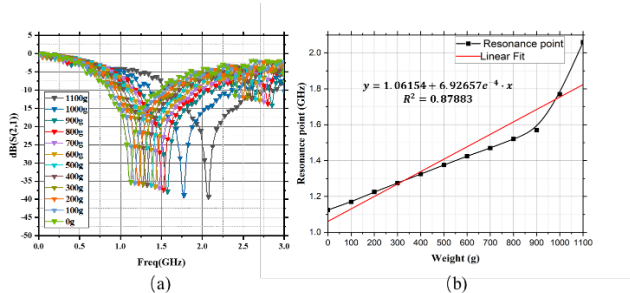 0
5
-10
-15
-20
-25
-30
-35
-40
-45
-50
dB(S(2,1))
1100g
1000g
900g
800g
700g
600g
500g
400g
300g
200g
100g
0g
0.0 0.5 1.0 1.5 2.0 2.5 3.0
Freq(GHz)
(a)
2.0
1.8
1.6
1.4
1.2
1.0
Resonance point (GHz)
Resonance point
Linear Fit
y = 1.06154 + 6.92657e⁻⁴ · x
R² = 0.87883
0 100 200 300 400 500 600 700 800 900 1000 1100
Weight (g)
(b)